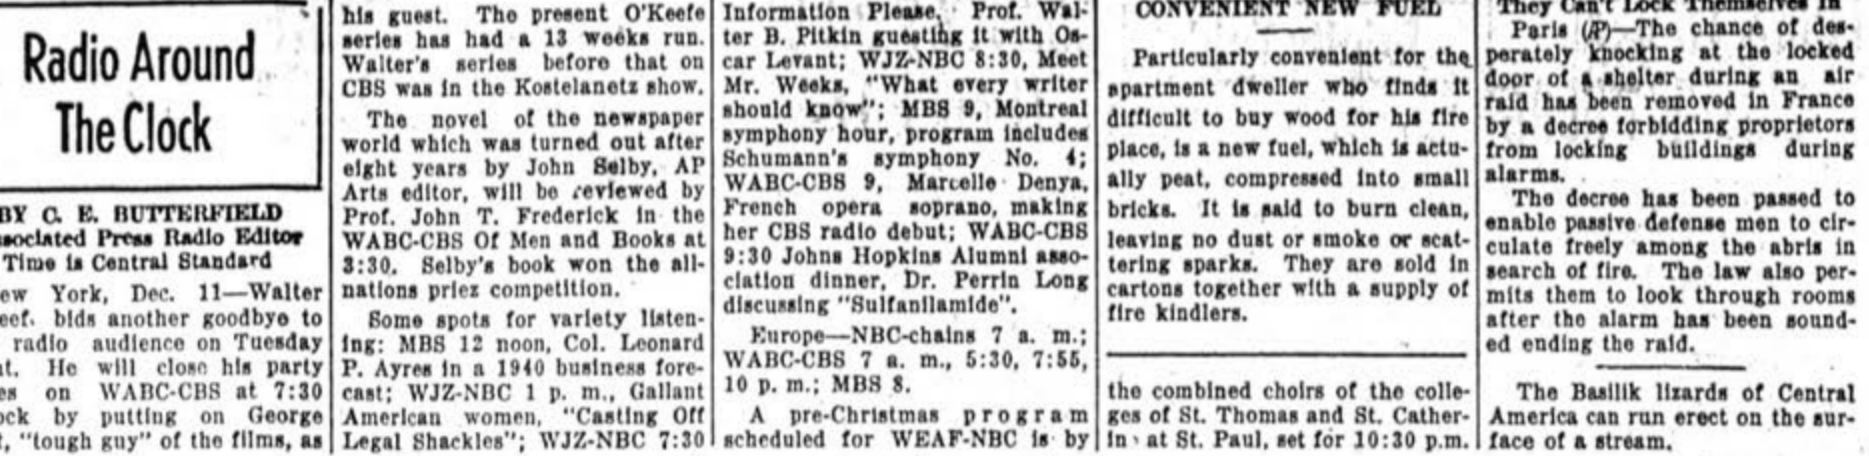 Radio Around
The Clock
BY C. E. BUTTERFIELD
Associated Press Radio Editor
Time is Central Standard
ew York, Dec. 11—Walter
eef. bids another goodbye to
radio audience on Tuesday
t. He will close his party
es on WABC-CBS at 7:30
ock by putting on George
, "tough guy" of the films, as
his guest. The present O'Keefe
series has had a 13 weeks run.
Walter's series before that on
CBS was in the Kostelanetz show.
The novel of the newspaper
world which was turned out after
eight years by John Selby, AP
Arts editor, will be reviewed by
Prof. John T. Frederick in the
WABC-CBS Of Men and Books at
3:30. Selby's book won the all-
nations priez competition.
Some spots for variety listen-
ing: MBS 12 noon, Col. Leonard
P. Ayres in a 1940 business fore-
cast; WJZ-NBC 1 p. m., Gallant
American women, "Casting Off
Legal Shackles"; WJZ-NBC 7:30
Information Please, Prof. Wal-
ter B. Pitkin guesting it with Os-
car Levant; WJZ-NBC 8:30, Meet
Mr. Weeks, "What every writer
should know"; MBS 9, Montreal
symphony hour, program includes
Schumann's symphony No. 4;
WABC-CBS 9, Marcelle Denya,
French opera soprano, making
her CBS radio debut; WABC-CBS
9:30 Johns Hopkins Alumni asso-
ciation dinner, Dr. Perrin Long
discussing "Sulfanilamide".
Europe—NBC-chains 7 a. m.;
WABC-CBS 7 a. m., 5:30, 7:55,
10 p. m.; MBS 8.
A pre-Christmas program
scheduled for WEAF-NBC is by
the combined choirs of the colle-
ges of St. Thomas and St. Cather-
in at St. Paul, set for 10:30 p.m.
CONVENIENT NEW FUEL
Particularly convenient for the
apartment dweller who finds it
difficult to buy wood for his fire
place, is a new fuel, which is actu-
ally peat, compressed into small
bricks. It is said to burn clean,
leaving no dust or smoke or scat-
tering sparks. They are sold in
cartons together with a supply of
fire kindlers.
They Can't Lock Themselves In
Paris (AP)—The chance of des-
perately knocking at the locked
door of a shelter during an air
raid has been removed in France
by a decree forbidding proprietors
from locking buildings during
alarms.
The decree has been passed to
enable passive defense men to cir-
culate freely among the abris in
search of fire. The law also per-
mits them to look through rooms
after the alarm has been sound-
ed ending the raid.
The Basilik lizards of Central
America can run erect on the sur-
face of a stream.